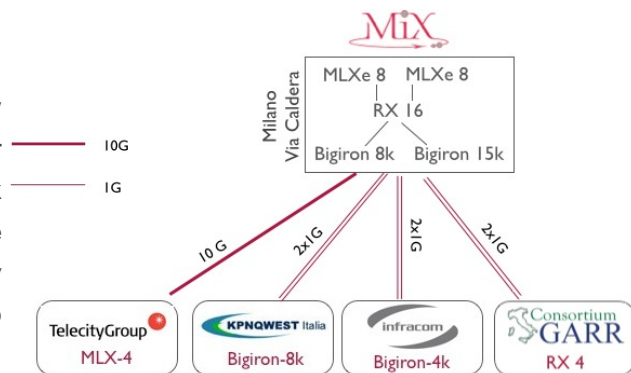 MiX
MLXe 8 MLXe 8
RX 16
Milano
Via Caldera
Bigiron 8k Bigiron 15k
10G
1G
10 G
2x1G
2x1G
2x1G
TelecityGroup
MLX-4
KPNQWEST Italia
Bigiron-8k
infracom
Bigiron-4k
Consortium
GARR
RX 4